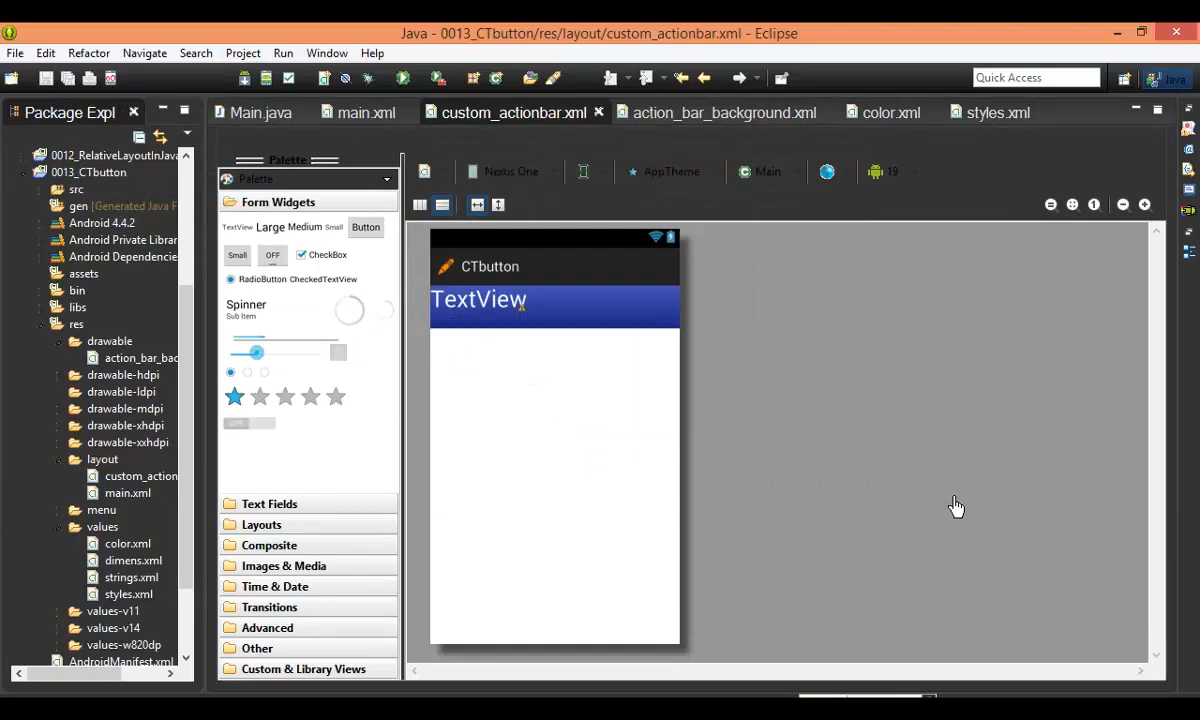 Java - 0013_CTbutton/res/layout/custom_actionbar.xml - Eclipse
File Edit Refactor Navigate Search Project Run Window Help
Quick Access
Java
Package Expl
Main.java main.xml custom_actionbar.xml action_bar_background.xml color.xml styles.xml
0012_RelativeLayoutInJava
0013_CTbutton
src
gen [Generated Java F
Android 4.4.2
Android Private Librar
Android Dependencie
assets
bin
libs
res
drawable
action_bar_bac
drawable-hdpi
drawable-ldpi
drawable-mdpi
drawable-xhdpi
drawable-xxhdpi
layout
custom_action
main.xml
menu
values
color.xml
dimens.xml
strings.xml
styles.xml
values-v11
values-v14
values-w820dp
AndroidManifest.xml
Palette
Palette
Form Widgets
TextView Large Medium Small Button
Small OFF CheckBox
RadioButton CheckedTextView
Spinner
Sub Item
OFF
Text Fields
Layouts
Composite
Images & Media
Time & Date
Transitions
Advanced
Other
Custom & Library Views
Nexus One AppTheme Main 19
CTbutton
TextView